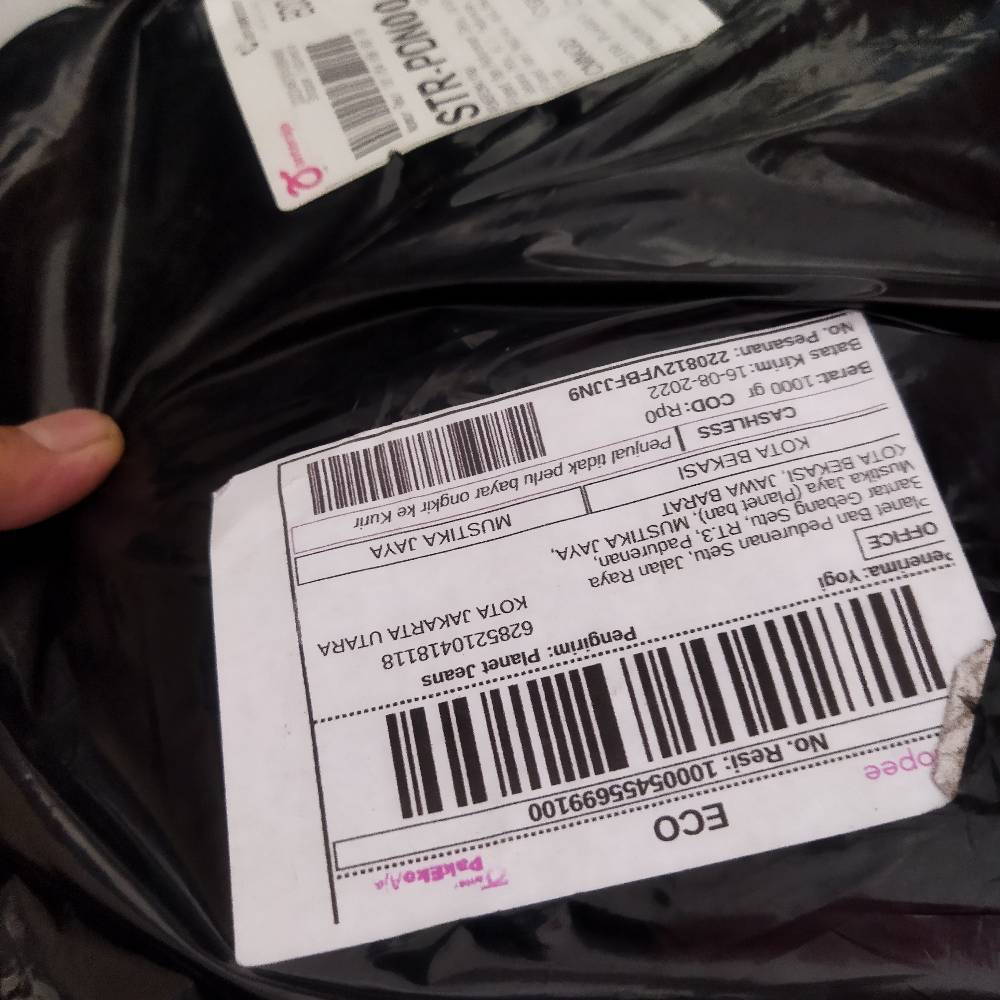 opee
PakEkoAja
ECO
No. Resi: 10005455699100
Penerima: Yogi
Pengirim: Planet Jeans
OFFICE
6285210418118
KOTA JAKARTA UTARA
Planet Ban Pedurenan Setu, Jalan Raya
Bantar Gebang Setu, RT.3, Padurenan,
Mustika Jaya (Planet ban), MUSTIKA JAYA,
KOTA BEKASI, JAWA BARAT
KOTA BEKASI
MUSTIKA JAYA
CASHLESS
Penjual tidak perlu bayar ongkir ke Kurir
Berat: 1000 gr
COD: Rp0
Batas Kirim: 16-08-2022
No. Pesanan: 220812VFBFJJN9
STR-PDN00